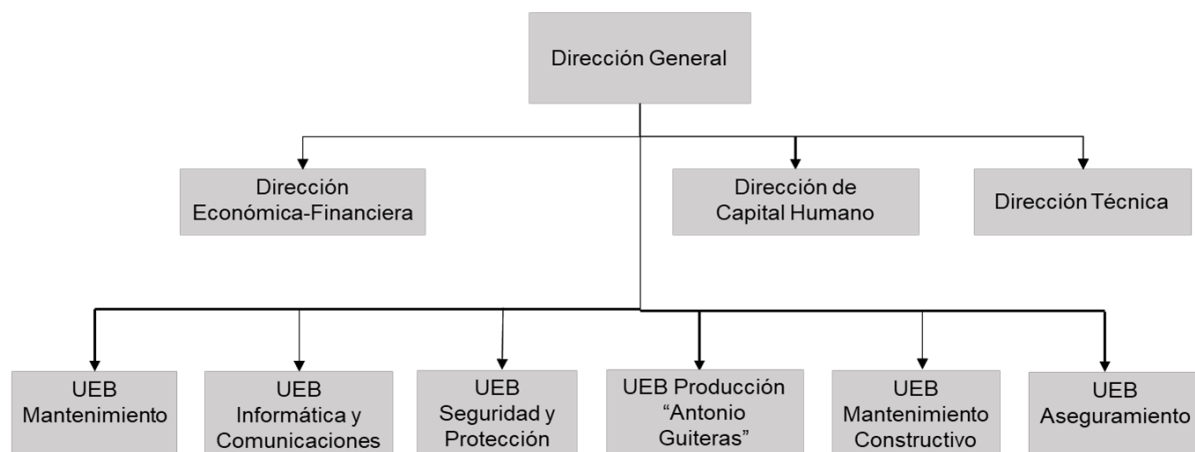 Dirección General
Dirección
Económica-Financiera
Dirección de
Capital Humano
Dirección Técnica
UEB
Mantenimiento
UEB
Informática y
Comunicaciones
UEB
Seguridad y
Protección
UEB Producción
“Antonio
Guiteras”
UEB
Mantenimiento
Constructivo
UEB
Aseguramiento